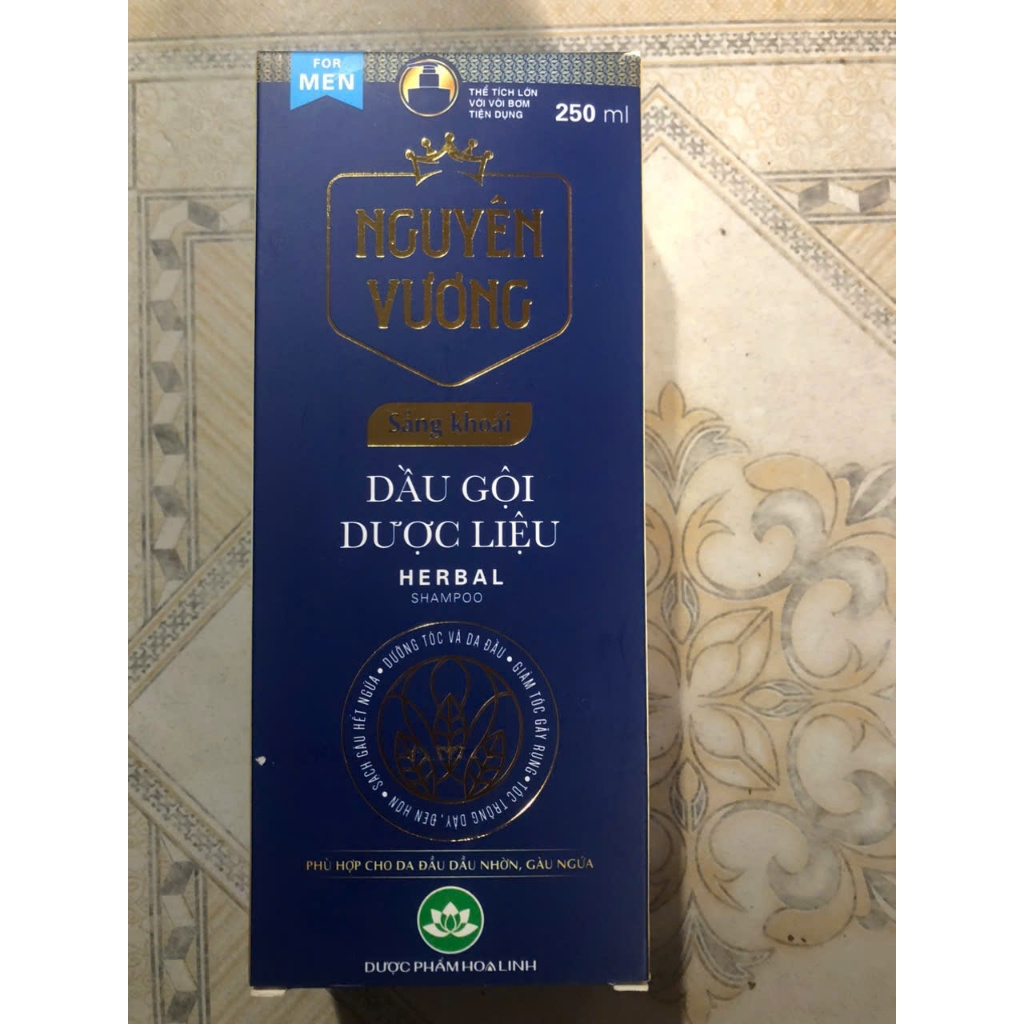 FOR
MEN
THỂ TÍCH LỚN
VỚI VÒI BƠM
TIỆN DỤNG
250 ml
NGUYÊN
VƯƠNG
Sảng khoái
DẦU GỘI
DƯỢC LIỆU
HERBAL
SHAMPOO
SẠCH GÀU HẾT NGỨA • DƯỠNG TÓC VÀ DA ĐẦU • GIẢM TÓC GÃY RỤNG • TÓC TRÔNG DÀY, ĐEN HƠN •
PHÙ HỢP CHO DA ĐẦU DẦU NHỜN, GÀU NGỨA
DƯỢC PHẨM HOA LINH